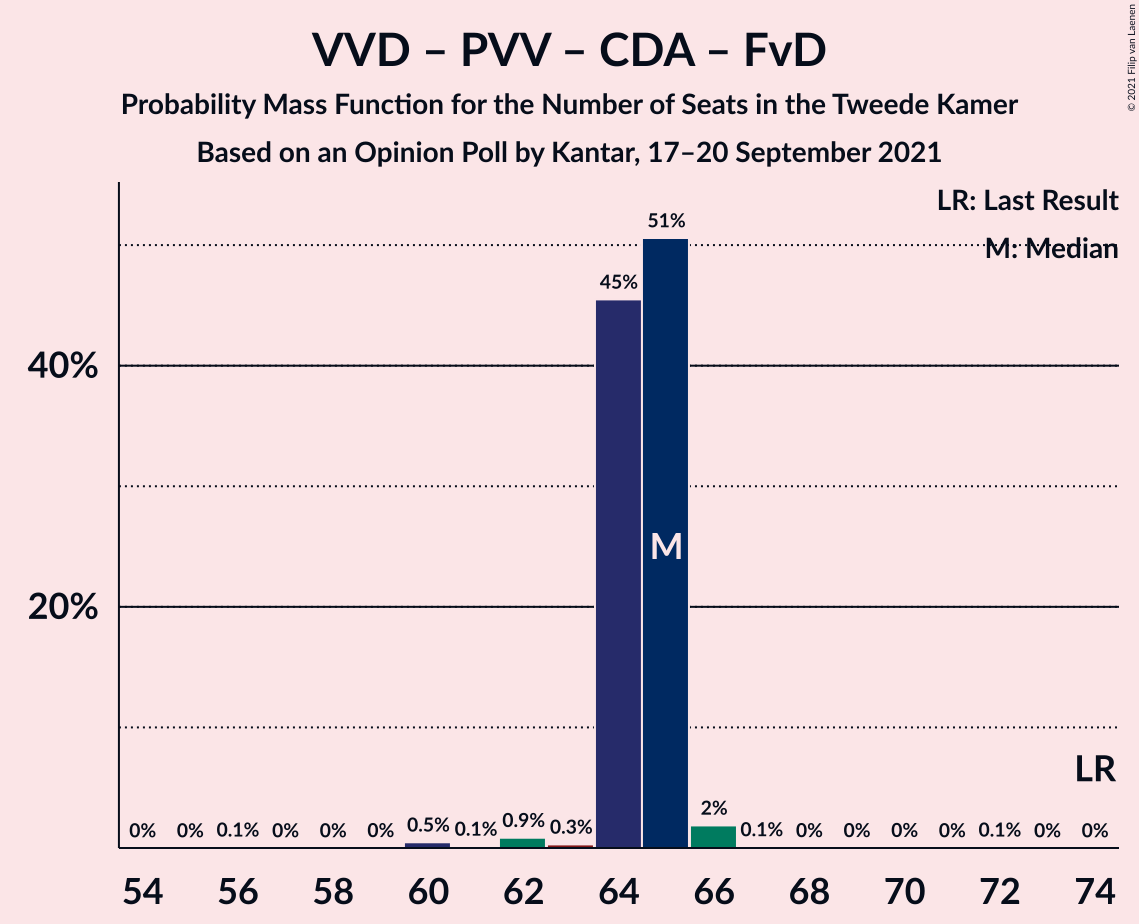 VVD – PVV – CDA – FvD
Probability Mass Function for the Number of Seats in the Tweede Kamer
Based on an Opinion Poll by Kantar, 17–20 September 2021
© 2021 Filip van Laenen
LR: Last Result
M: Median
51%
45%
40%
M
20%
LR
0% 0% 0.1% 0% 0% 0% 0.5% 0.1% 0.9% 0.3% 2% 0.1% 0% 0% 0% 0% 0.1% 0% 0%
54 56 58 60 62 64 66 68 70 72 74